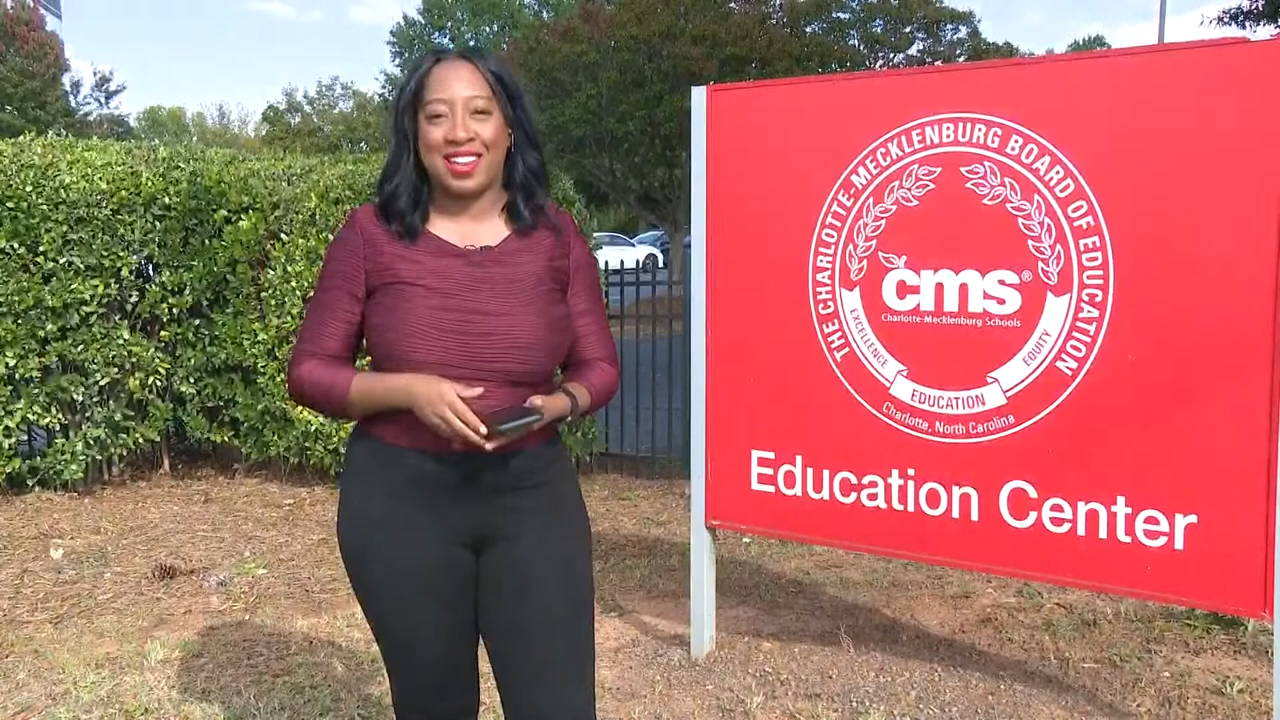 THE CHARLOTTE-MECKLENBURG BOARD OF EDUCATION
cms®
Charlotte-Mecklenburg Schools
EXCELLENCE
EDUCATION
EQUITY
Charlotte, North Carolina
Education Center